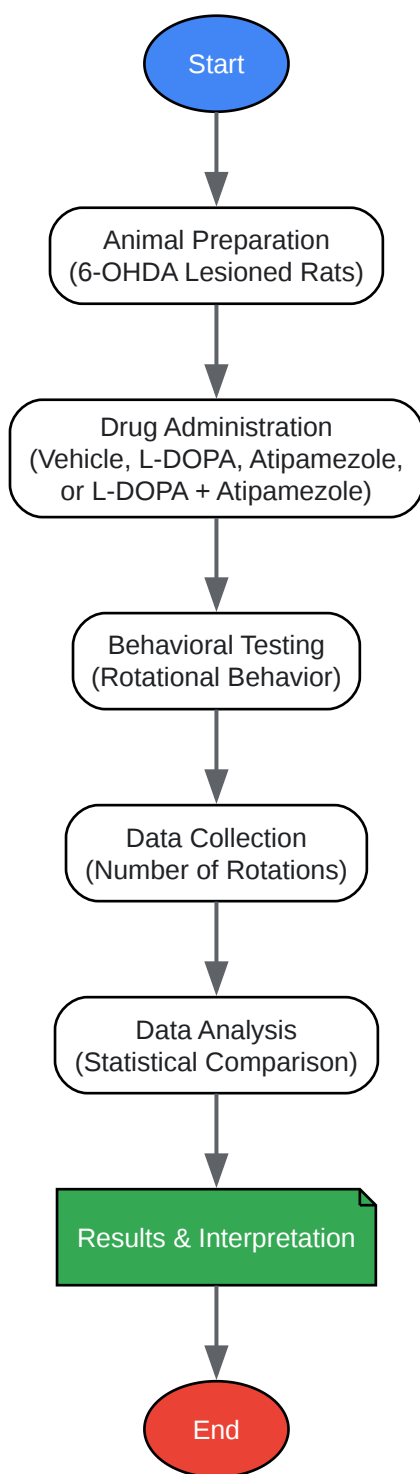 Start
Animal Preparation
(6-OHDA Lesioned Rats)
Drug Administration
(Vehicle, L-DOPA, Atipamezole,
or L-DOPA + Atipamezole)
Behavioral Testing
(Rotational Behavior)
Data Collection
(Number of Rotations)
Data Analysis
(Statistical Comparison)
Results & Interpretation
End